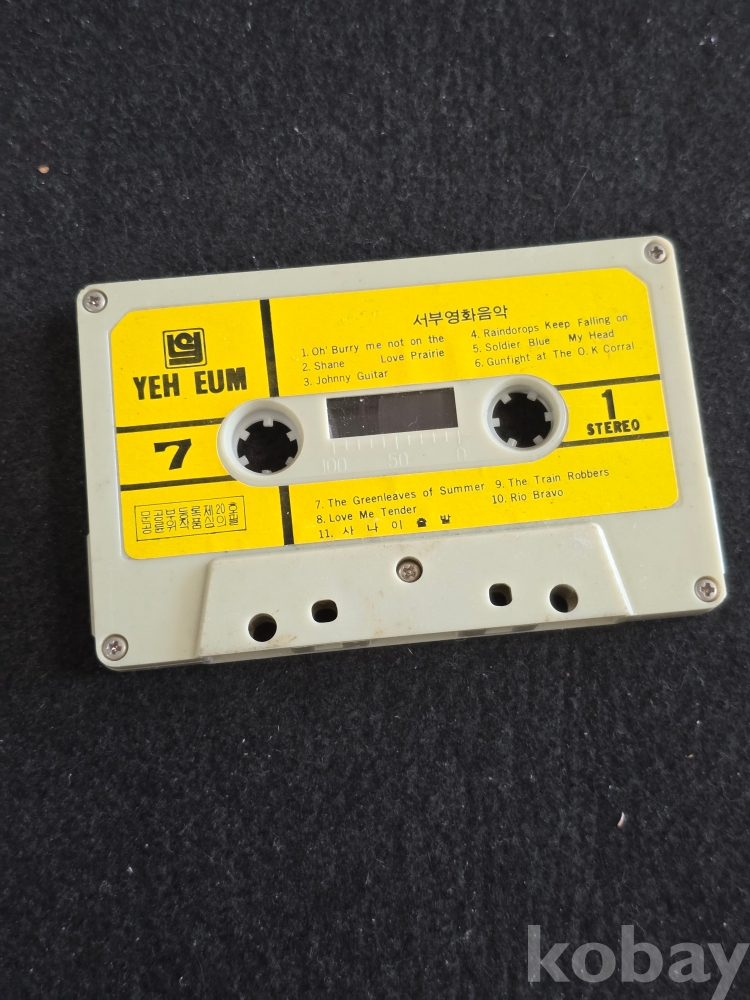 서부영화음악
YEH EUM
1. Oh' Burry me not on the
Love Prairie
2. Shane
3. Johnny Guitar
4. Raindorops Keep Falling on
My Head
5. Soldier Blue
6. Gunfight at The O.K Corral
7
1
STEREO
100 50 0
7. The Greenleaves of Summer
8. Love Me Tender
9. The Train Robbers
10. Rio Bravo
11. 사나이 출발
kobay